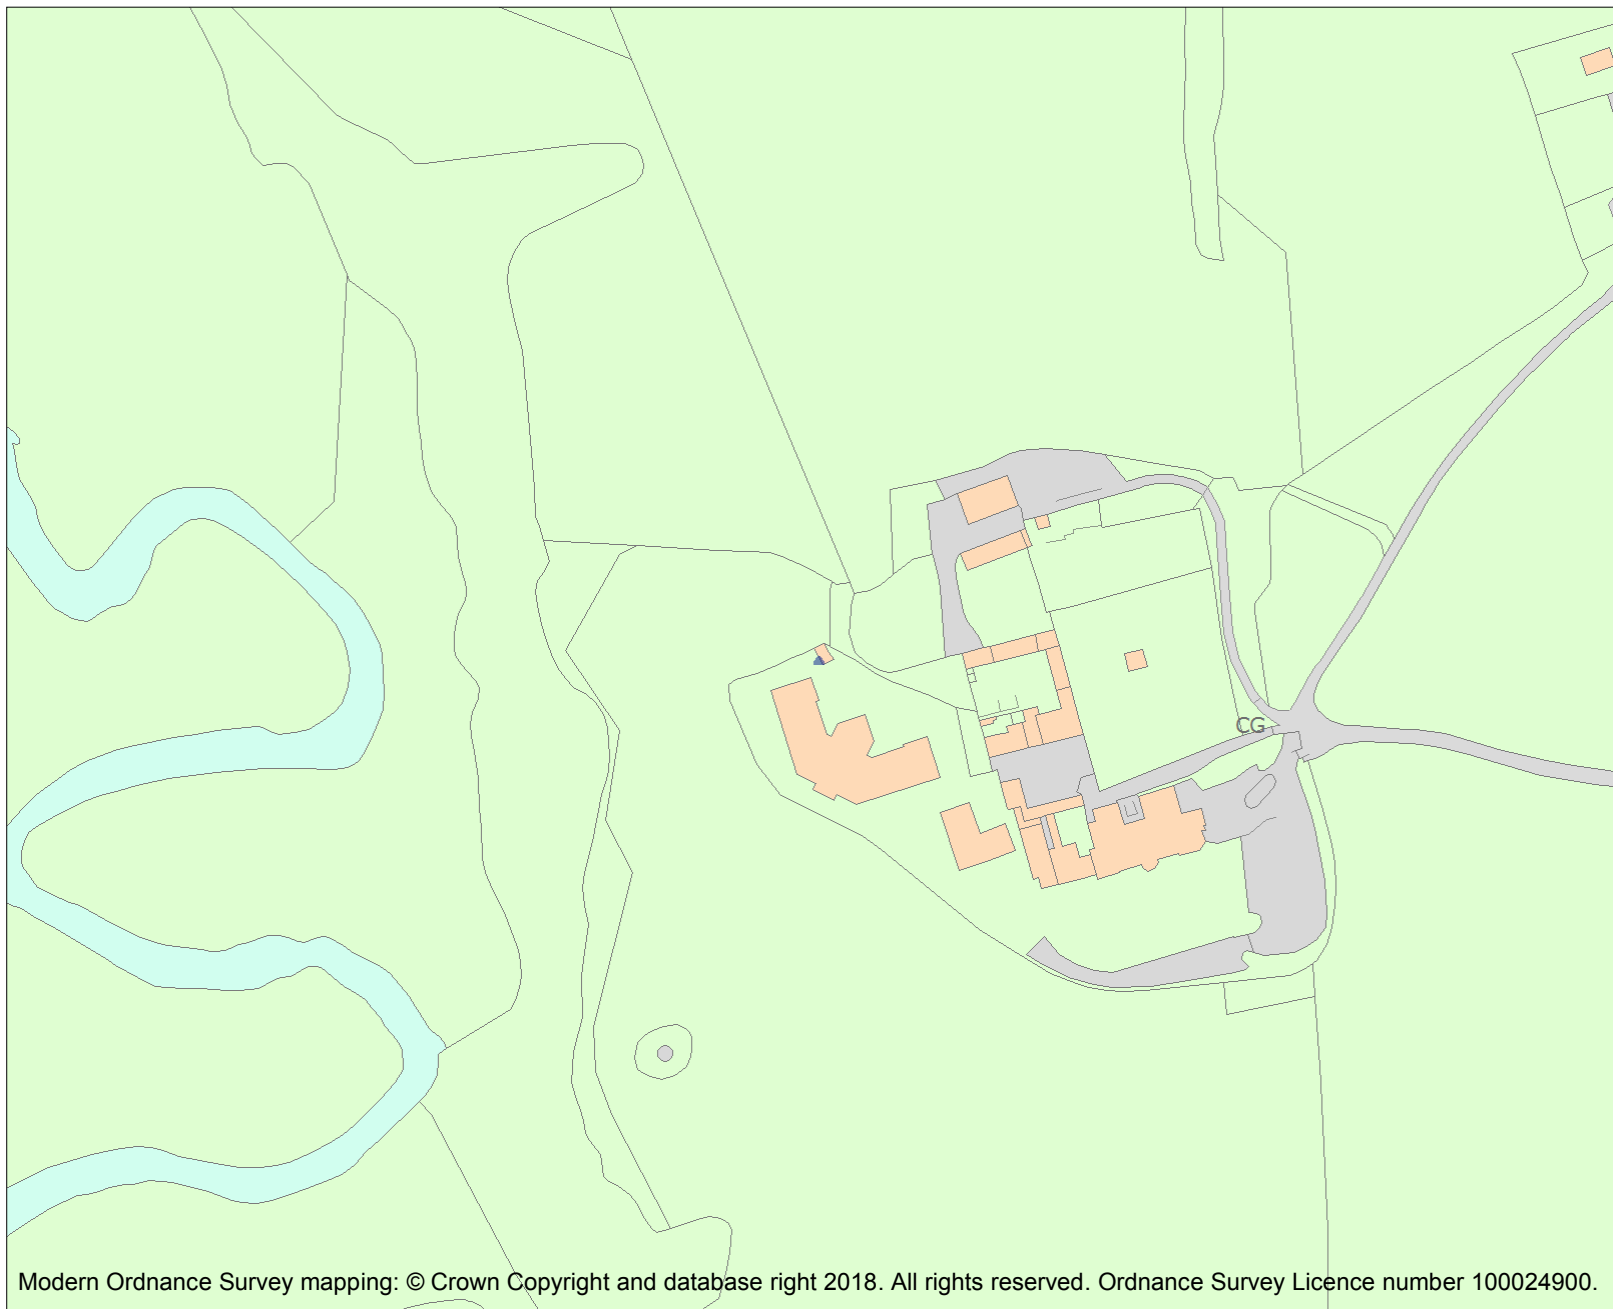 CG
Modern Ordnance Survey mapping: © Crown Copyright and database right 2018. All rights reserved. Ordnance Survey Licence number 100024900.